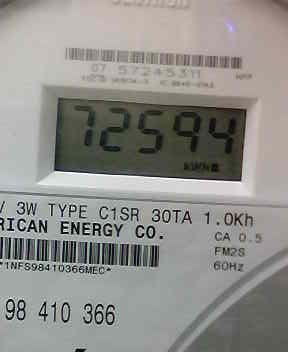 07 57245311
72594
V 3W TYPE C1SR 30TA 1.0Kh
RICAN ENERGY CO.
CA 0.5
FM2S
60Hz
*1NFS98410366MEC*
98 410 366